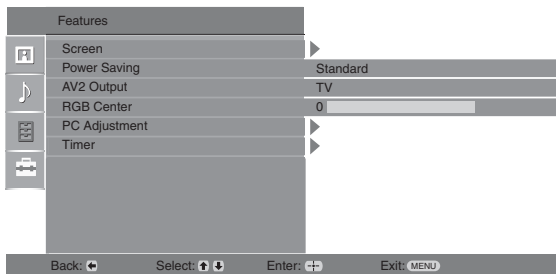 Features
Screen
Power Saving Standard
AV2 Output TV
RGB Center 0
PC Adjustment
Timer
Back: Select: Enter: Exit: MENU